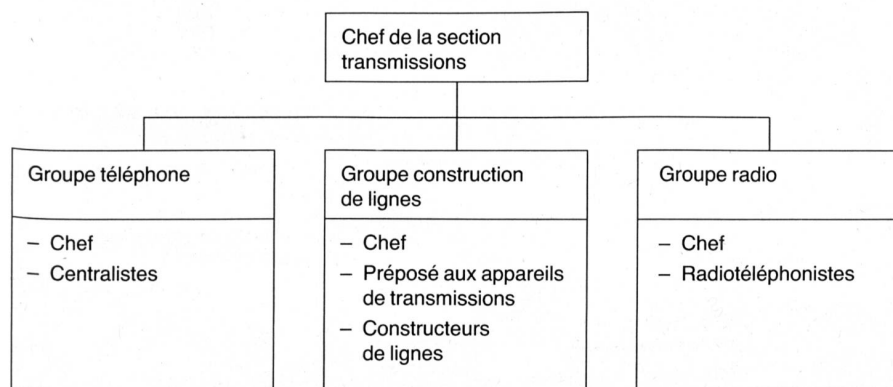 Chef de la section
transmissions
Groupe téléphone
– Chef
– Centralistes
Groupe construction
de lignes
– Chef
– Préposé aux appareils
de transmissions
– Constructeurs
de lignes
Groupe radio
– Chef
– Radiotéléphonistes